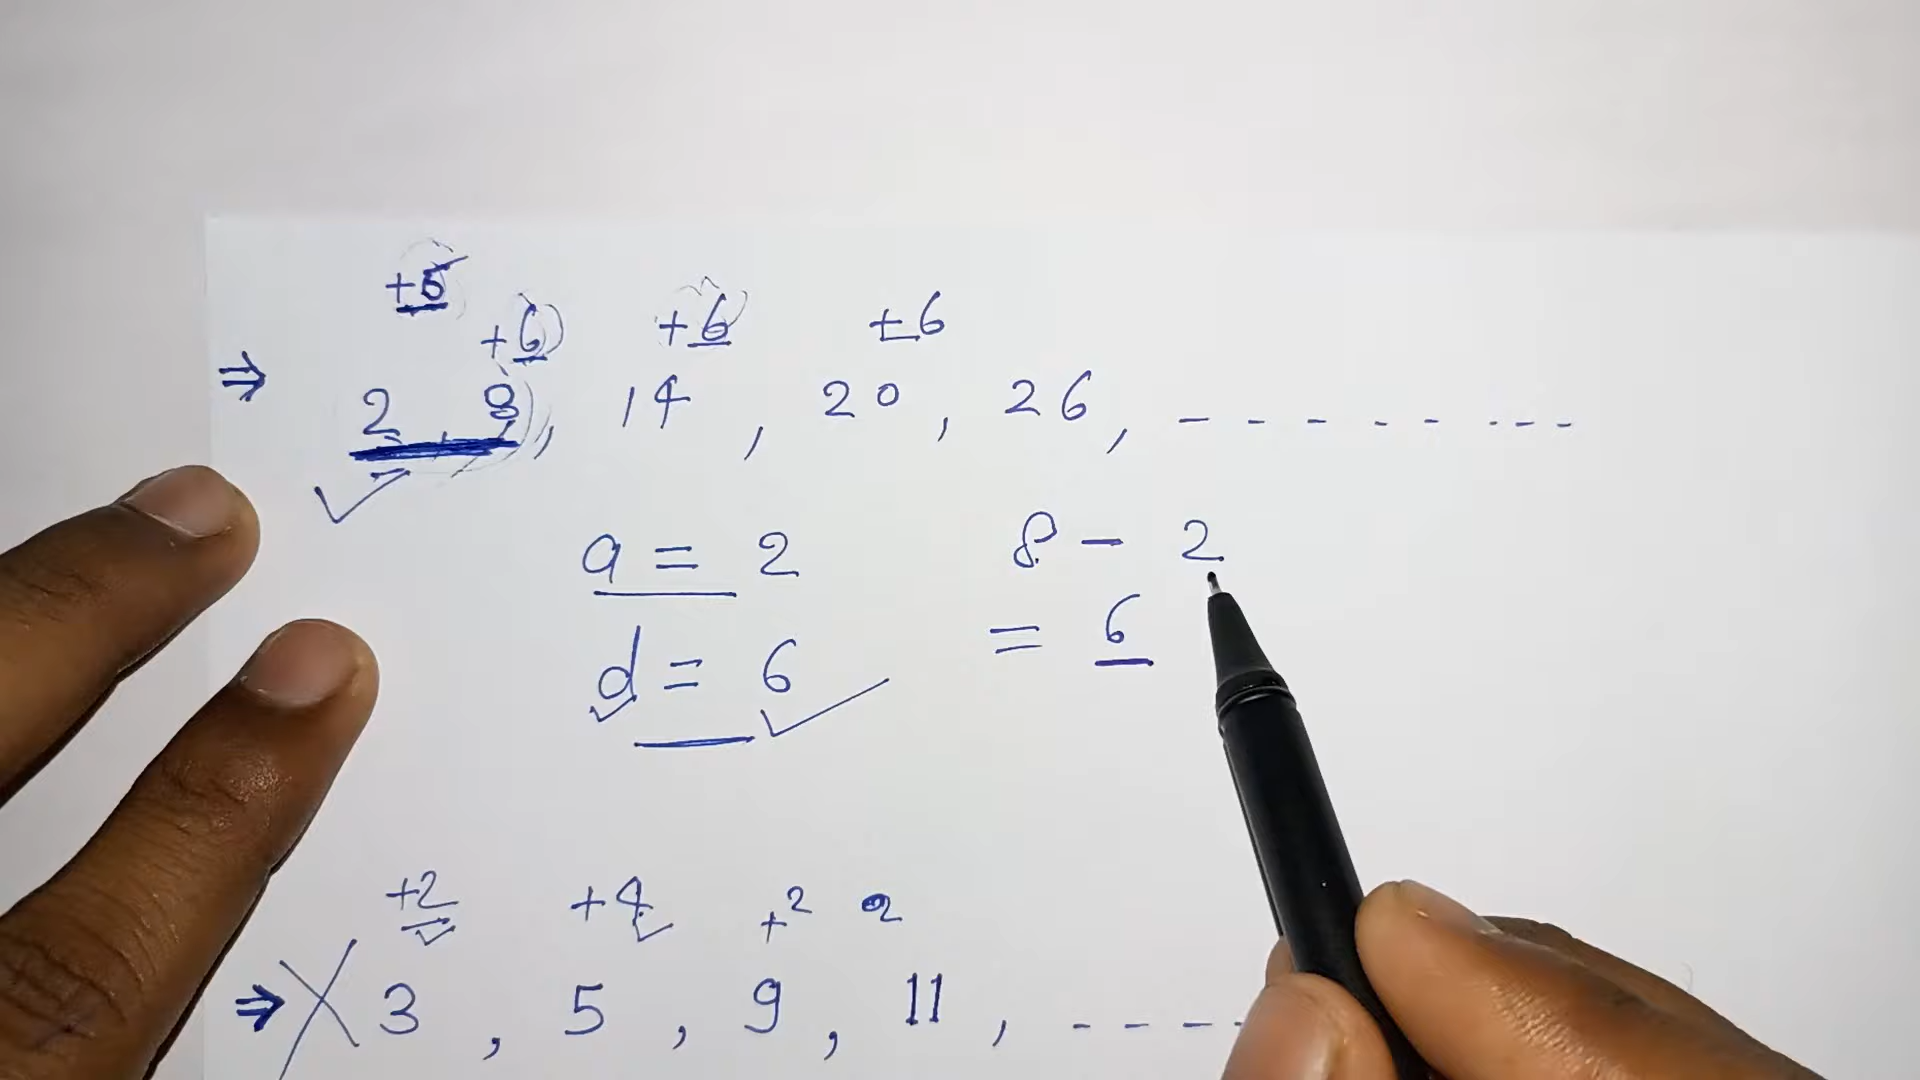 +5
+6 +6 +6
⇒ 2, 8, 14, 20, 26, - - - - - - - -
a = 2 8 - 2
d = 6 = 6
+2 +4 +2 2
⇒ 3, 5, 9, 11, - - - -